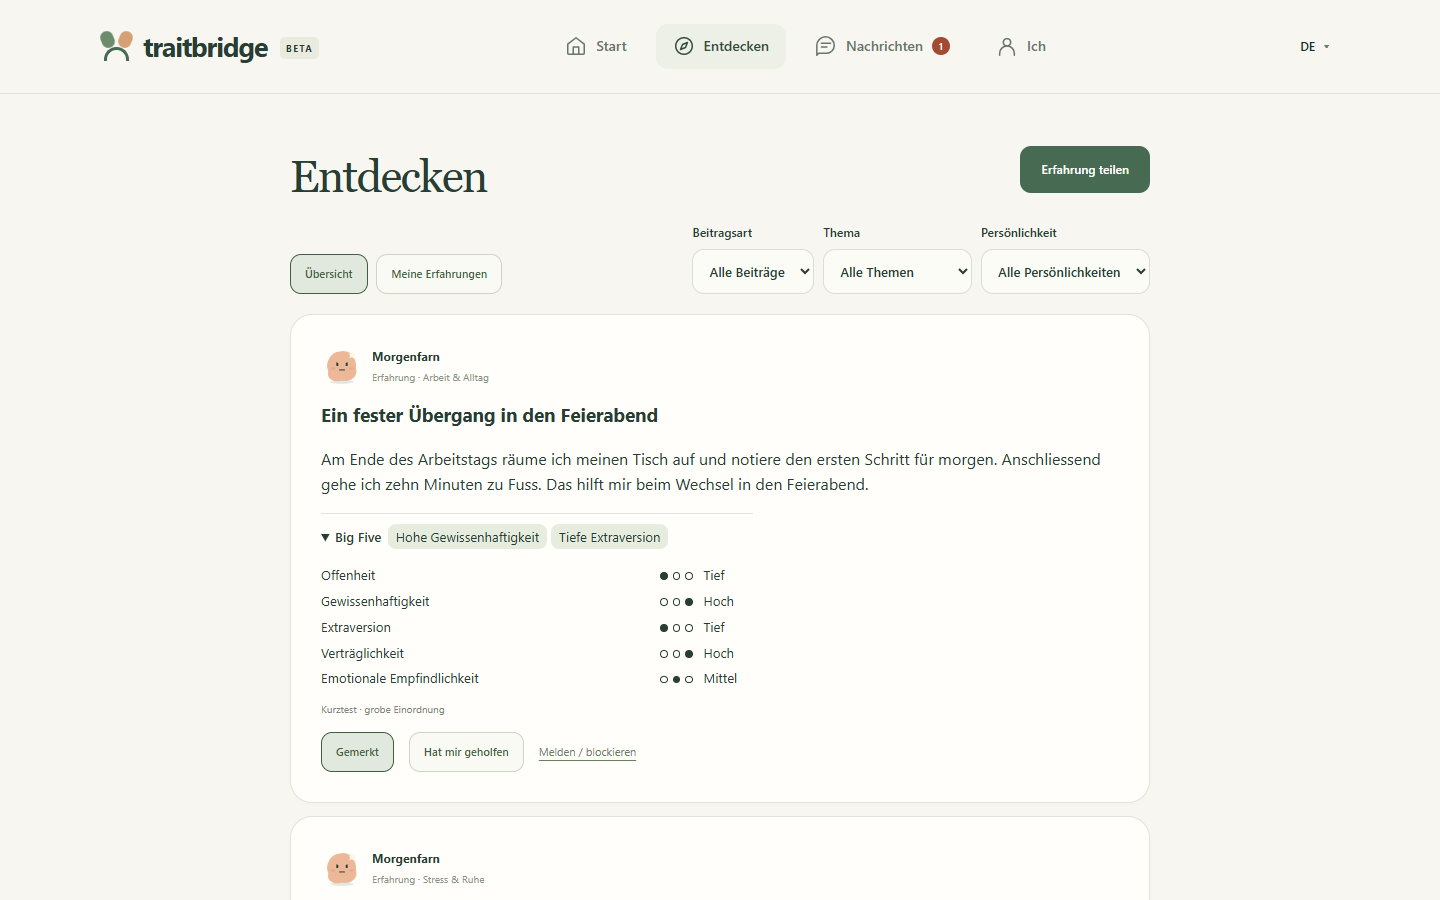 traitbridge BETA
Start
Entdecken
Nachrichten 1
Ich
DE
Entdecken
Erfahrung teilen
Übersicht
Meine Erfahrungen
Beitragsart
Alle Beiträge
Thema
Alle Themen
Persönlichkeit
Alle Persönlichkeiten
Morgenfarn
Erfahrung · Arbeit & Alltag
Ein fester Übergang in den Feierabend
Am Ende des Arbeitstags räume ich meinen Tisch auf und notiere den ersten Schritt für morgen. Anschliessend
gehe ich zehn Minuten zu Fuss. Das hilft mir beim Wechsel in den Feierabend.
Big Five Hohe Gewissenhaftigkeit Tiefe Extraversion
Offenheit Tief
Gewissenhaftigkeit Hoch
Extraversion Tief
Verträglichkeit Hoch
Emotionale Empfindlichkeit Mittel
Kurztest · grobe Einordnung
Gemerkt
Hat mir geholfen
Melden / blockieren
Morgenfarn
Erfahrung · Stress & Ruhe